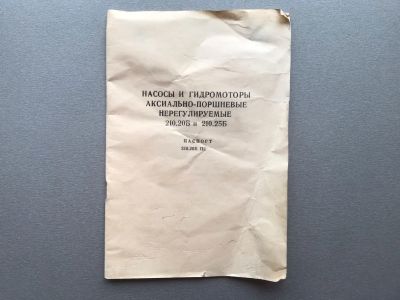 НАСОСЫ И ГИДРОМОТОРЫ
АКСИАЛЬНО-ПОРШНЕВЫЕ
НЕРЕГУЛИРУЕМЫЕ
210.20Б и 210.25Б
ПАСПОРТ